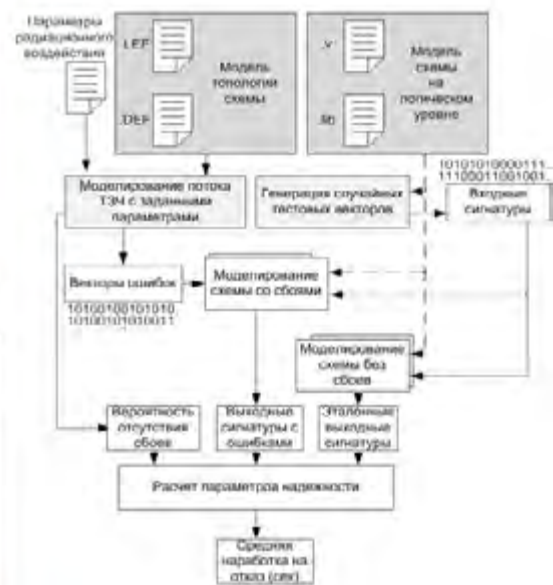 Параметры
радиационного
воздействия
.LEF
.DEF
Модель
топологии
схемы
.v
.lib
Модель
схемы
на
логическом
уровне
Моделирование потока
ТЗЧ с заданными
параметрами
Генерация случайных
тестовых векторов
10101010000111...
11100011001001...
Входные
сигнатуры
Векторы ошибок
10100100101010
10100101010011
Моделирование
схемы со сбоями
Моделирование
схемы без
сбоев
Вероятность
отсутствия
сбоев
Выходные
сигнатуры с
ошибками
Эталонные
выходные
сигнатуры
Расчет параметров надежности
Средняя
наработка на
отказ (сек)